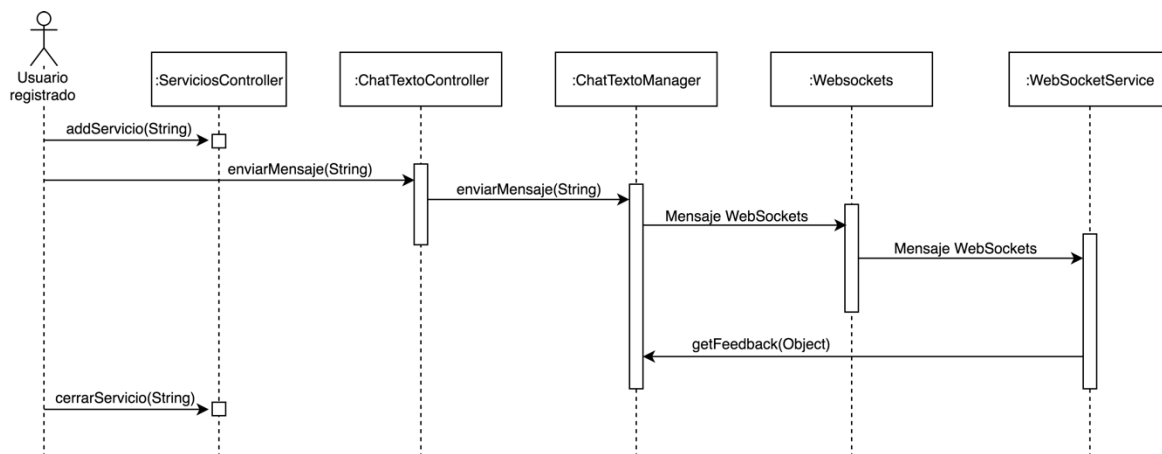 Usuario
registrado
:ServiciosController
:ChatTextoController
:ChatTextoManager
:Websockets
:WebSocketService
addServicio(String)
enviarMensaje(String)
enviarMensaje(String)
Mensaje WebSockets
Mensaje WebSockets
getFeedback(Object)
cerrarServicio(String)